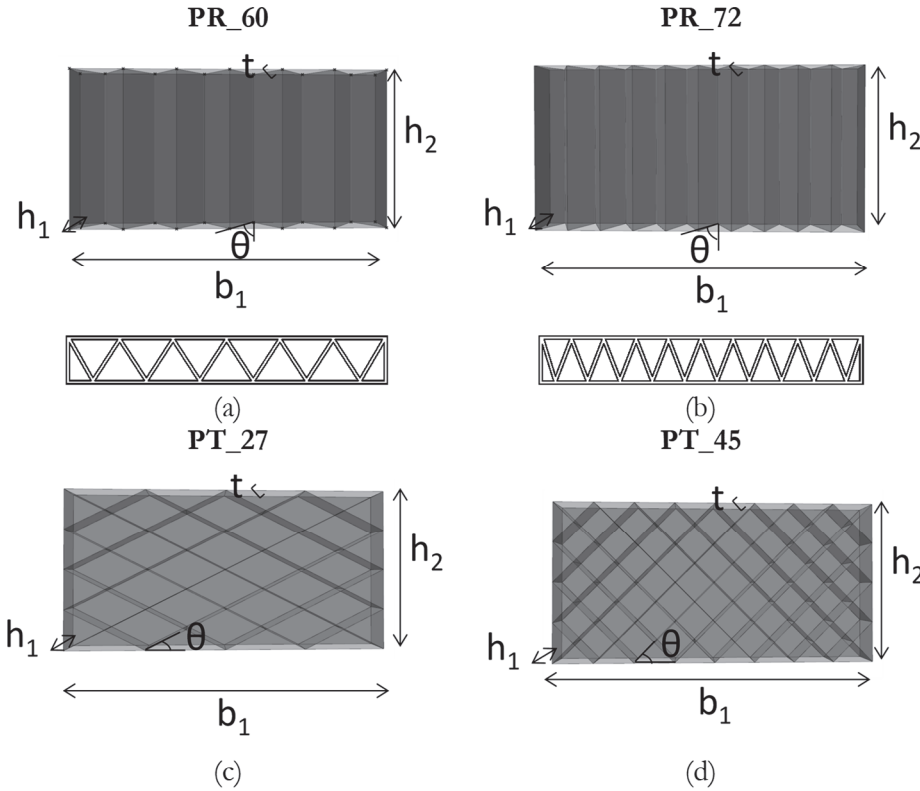 PR_60
t
h₂
h₁
θ
b₁
(a)
PR_72
t
h₂
h₁
θ
b₁
(b)
PT_27
t
h₂
h₁
θ
b₁
(c)
PT_45
t
h₂
h₁
θ
b₁
(d)